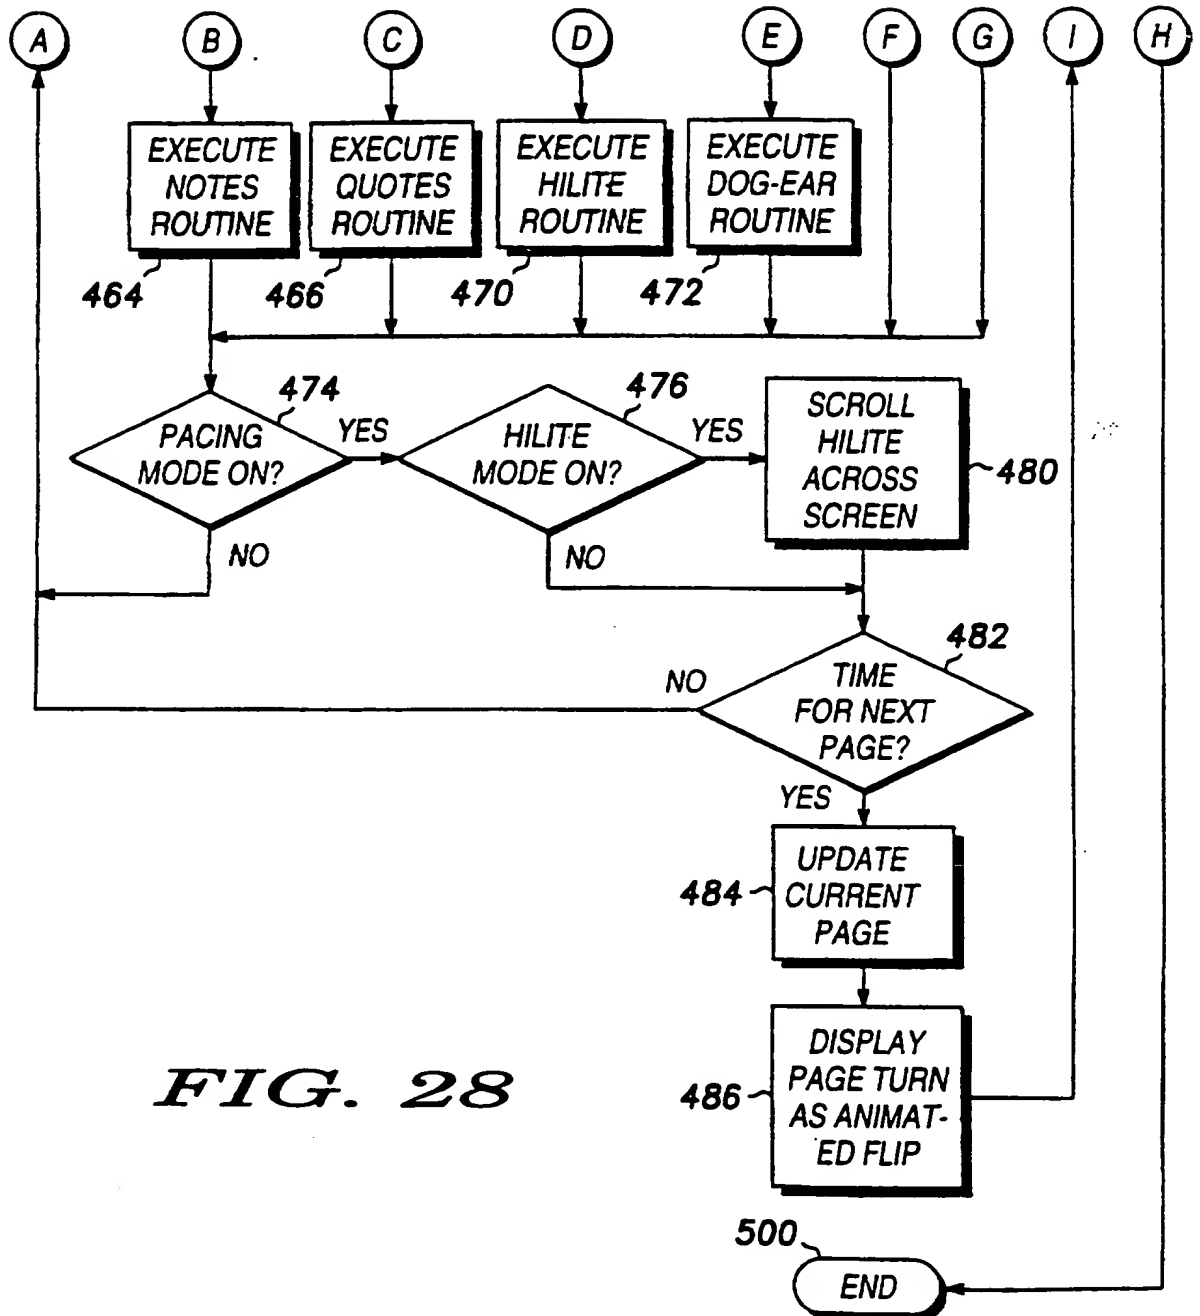 A B C D E F G I H
EXECUTE
NOTES
ROUTINE
EXECUTE
QUOTES
ROUTINE
EXECUTE
HILITE
ROUTINE
EXECUTE
DOG-EAR
ROUTINE
464 466 470 472
474
PACING
MODE ON?
YES
NO
476
HILITE
MODE ON?
YES
NO
SCROLL
HILITE
ACROSS
SCREEN
480
482
TIME
FOR NEXT
PAGE?
NO
YES
UPDATE
CURRENT
PAGE
484
DISPLAY
PAGE TURN
AS ANIMAT-
ED FLIP
486
FIG. 28
500
END